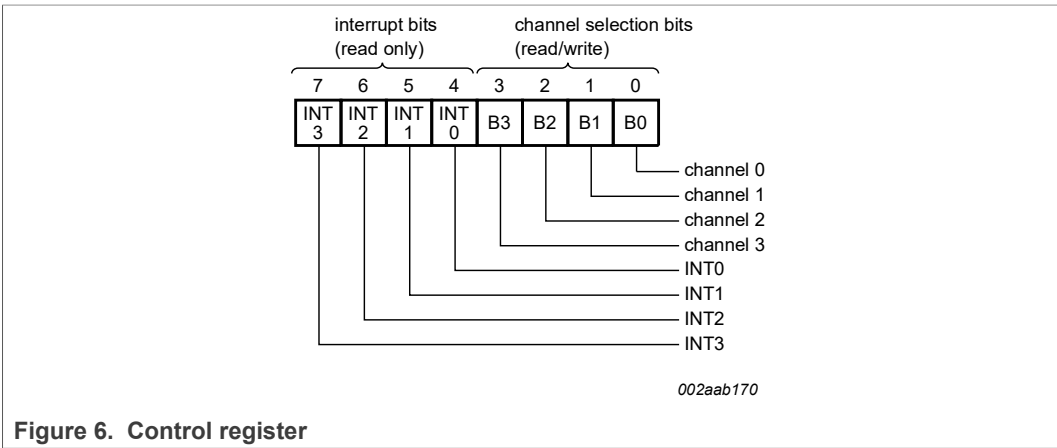 interrupt bits
(read only)
channel selection bits
(read/write)
7 6 5 4 3 2 1 0
INT 3 INT 2 INT 1 INT 0 B3 B2 B1 B0
channel 0
channel 1
channel 2
channel 3
INT0
INT1
INT2
INT3
002aab170
Figure 6. Control register